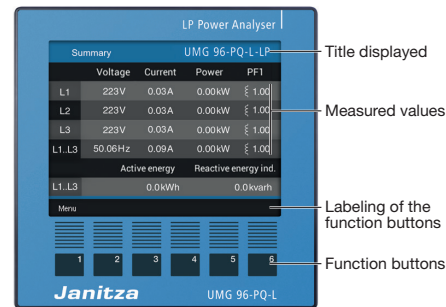 LP Power Analyser
Summary UMG 96-PQ-L-LP
Title displayed
Voltage Current Power PF1
L1 223V 0.03A 0.00kW ξ 1.00
Measured values
L2 223V 0.03A 0.00kW ξ 1.00
L3 223V 0.03A 0.00kW ξ 1.00
L1..L3 50.06Hz 0.09A 0.00kW ξ 1.00
Active energy Reactive energy ind.
L1..L3 0.0kWh 0.0kvarh
Menu
Labeling of the
function buttons
1 2 3 4 5 6
Function buttons
Janitza UMG 96-PQ-L